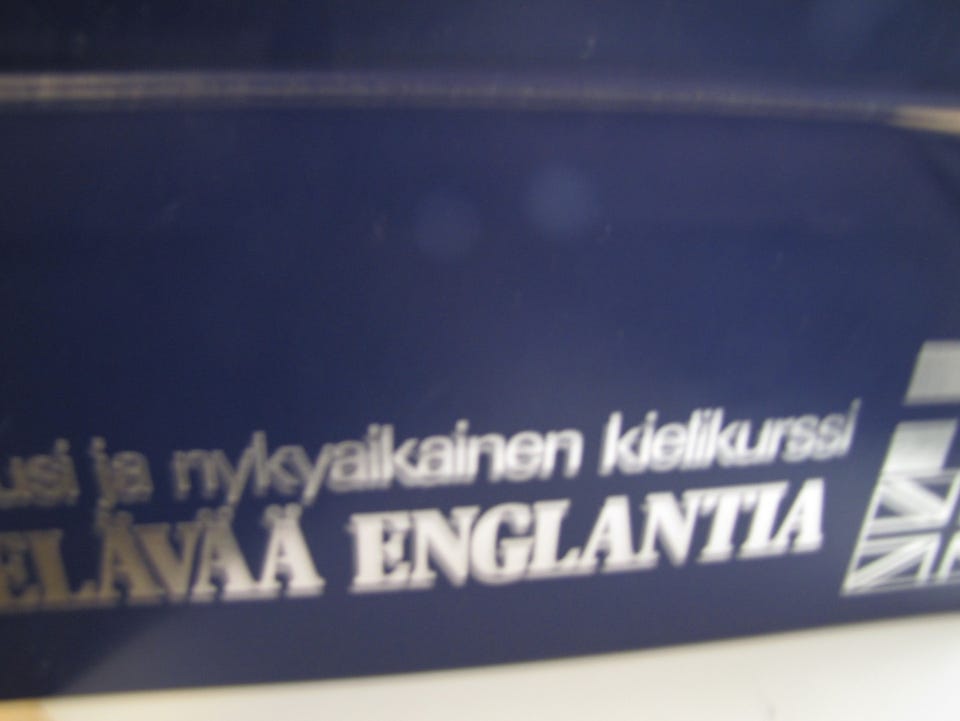 usi ja nykyaikainen kielikurssi
ELÄVÄÄ ENGLANTIA